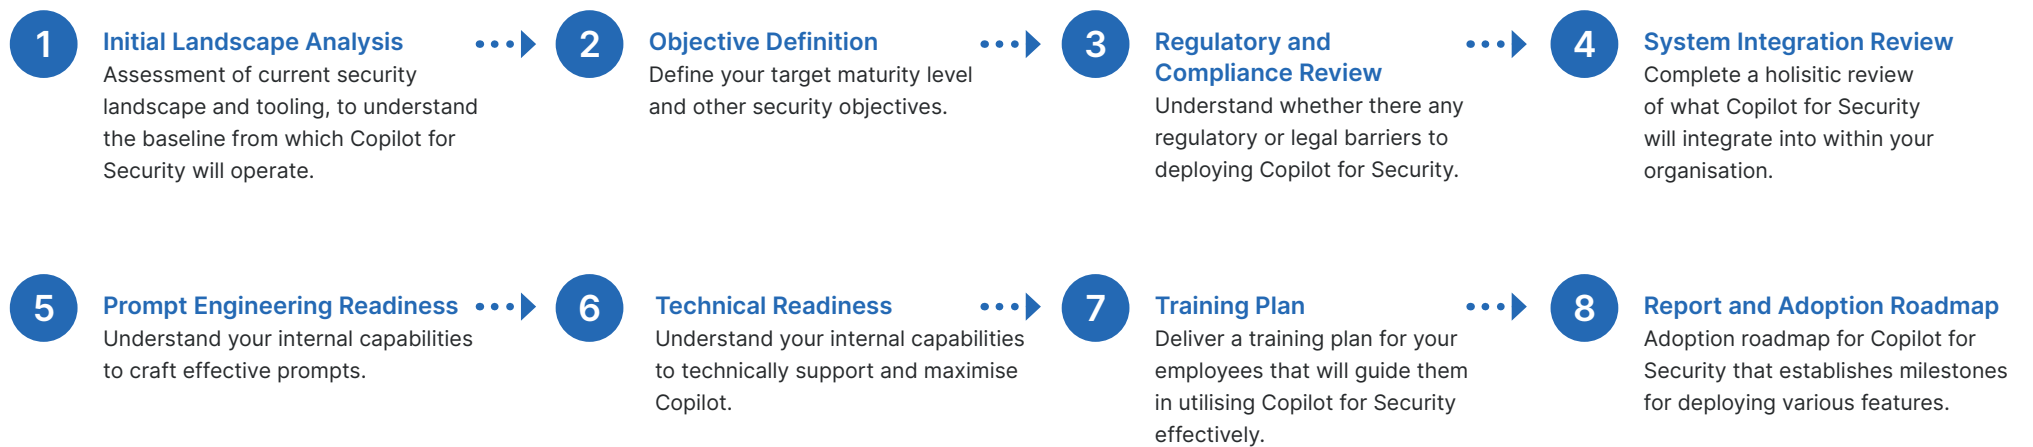 1
Initial Landscape Analysis
Assessment of current security
landscape and tooling, to understand
the baseline from which Copilot for
Security will operate.
2
Objective Definition
Define your target maturity level
and other security objectives.
3
Regulatory and
Compliance Review
Understand whether there any
regulatory or legal barriers to
deploying Copilot for Security.
4
System Integration Review
Complete a holisitic review
of what Copilot for Security
will integrate into within your
organisation.
5
Prompt Engineering Readiness
Understand your internal capabilities
to craft effective prompts.
6
Technical Readiness
Understand your internal capabilities
to technically support and maximise
Copilot.
7
Training Plan
Deliver a training plan for your
employees that will guide them
in utilising Copilot for Security
effectively.
8
Report and Adoption Roadmap
Adoption roadmap for Copilot for
Security that establishes milestones
for deploying various features.